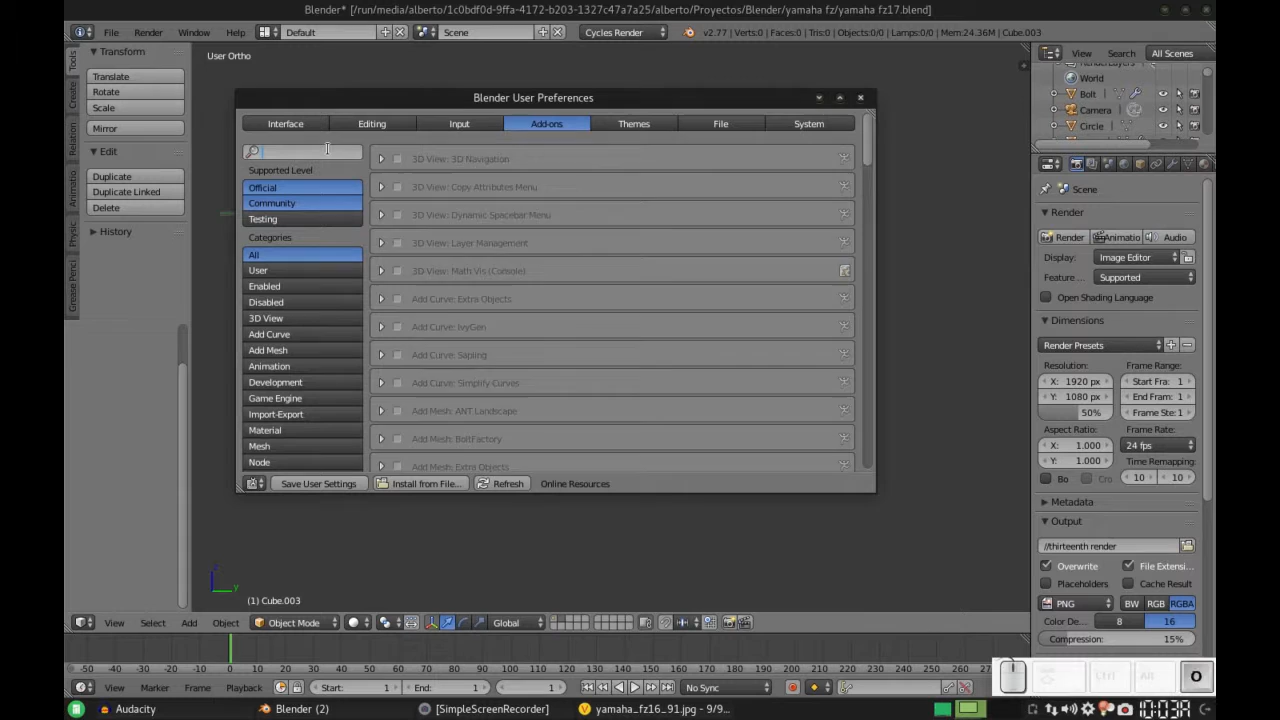 Blender* [/run/media/alberto/1c0bdf0d-9ffa-4172-b203-1327c47a7a25/alberto/Proyectos/Blender/yamaha fz/yamaha fz17.blend]
File Render Window Help Default Scene Cycles Render v2.77 | Verts:0 | Faces:0 | Tris:0 | Objects:0/0 | Lamps:0/0 | Mem:24.36M | Cube.003
View Search All Scenes
Tools
Create
Relation
Animatio
Physic
Grease Penci
Transform
Translate
Rotate
Scale
Mirror
Edit
Duplicate
Duplicate Linked
Delete
History
User Ortho
Blender User Preferences
Interface Editing Input Add-ons Themes File System
Supported Level
Official
Community
Testing
Categories
All
User
Enabled
Disabled
3D View
Add Curve
Add Mesh
Animation
Development
Game Engine
Import-Export
Material
Mesh
Node
3D View: 3D Navigation
3D View: Copy Attributes Menu
3D View: Dynamic Spacebar Menu
3D View: Layer Management
3D View: Math Vis (Console)
Add Curve: Extra Objects
Add Curve: IvyGen
Add Curve: Sapling
Add Curve: Simplify Curves
Add Mesh: ANT Landscape
Add Mesh: BoltFactory
Add Mesh: Extra Objects
Save User Settings Install from File... Refresh Online Resources
World
Bolt
Camera
Circle
Scene
Render
Render Animatio Audio
Display: Image Editor
Feature ... Supported
Open Shading Language
Dimensions
Render Presets
Resolution: Frame Range:
X: 1920 px Start Fra: 1
Y: 1080 px End Fram: 1
50% Frame Ste: 1
Aspect Ratio: Frame Rate:
X: 1.000 24 fps
Y: 1.000 Time Remapping:
Bo Cro 10 10
Metadata
Output
//thirteenth render
Overwrite File Extensi...
Placeholders Cache Result
PNG BW RGB RGBA
Color De... 8 16
Compression: 15%
z
y
(1) Cube.003
View Select Add Object Object Mode Global
-50 -40 -30 -20 -10 0 10 20 30 40 50 60 70 80 90 100 110 120 130 140 150 160 170 180 190 200 210 220 230 240 250 260
View Marker Frame Playback Start: 1 End: 1 1 No Sync
Ctrl Alt O
Audacity Blender (2) [SimpleScreenRecorder] yamaha_fz16_91.jpg - 9/9...